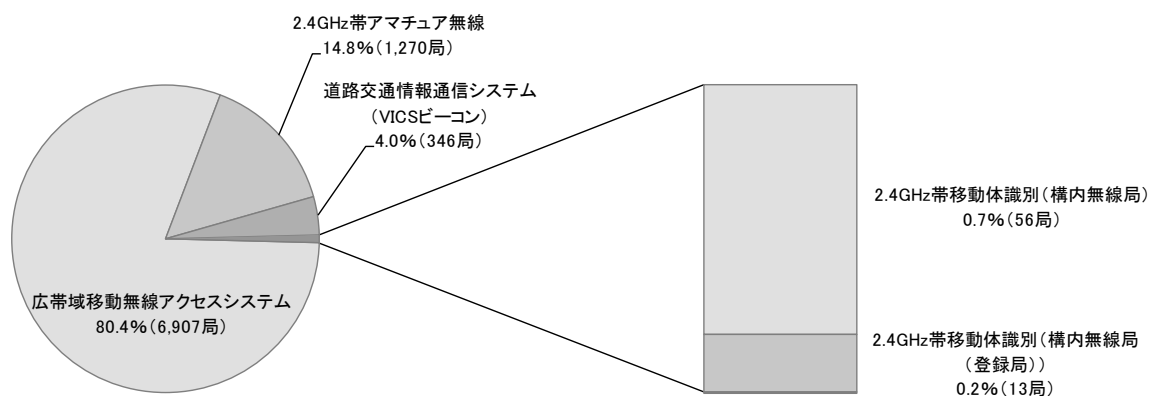 2.4GHz帯アマチュア無線
14.8%(1,270局)
道路交通情報通信システム
(VICSビーコン)
4.0%(346局)
広帯域移動無線アクセスシステム
80.4%(6,907局)
2.4GHz帯移動体識別(構内無線局)
0.7%(56局)
2.4GHz帯移動体識別(構内無線局
(登録局))
0.2%(13局)